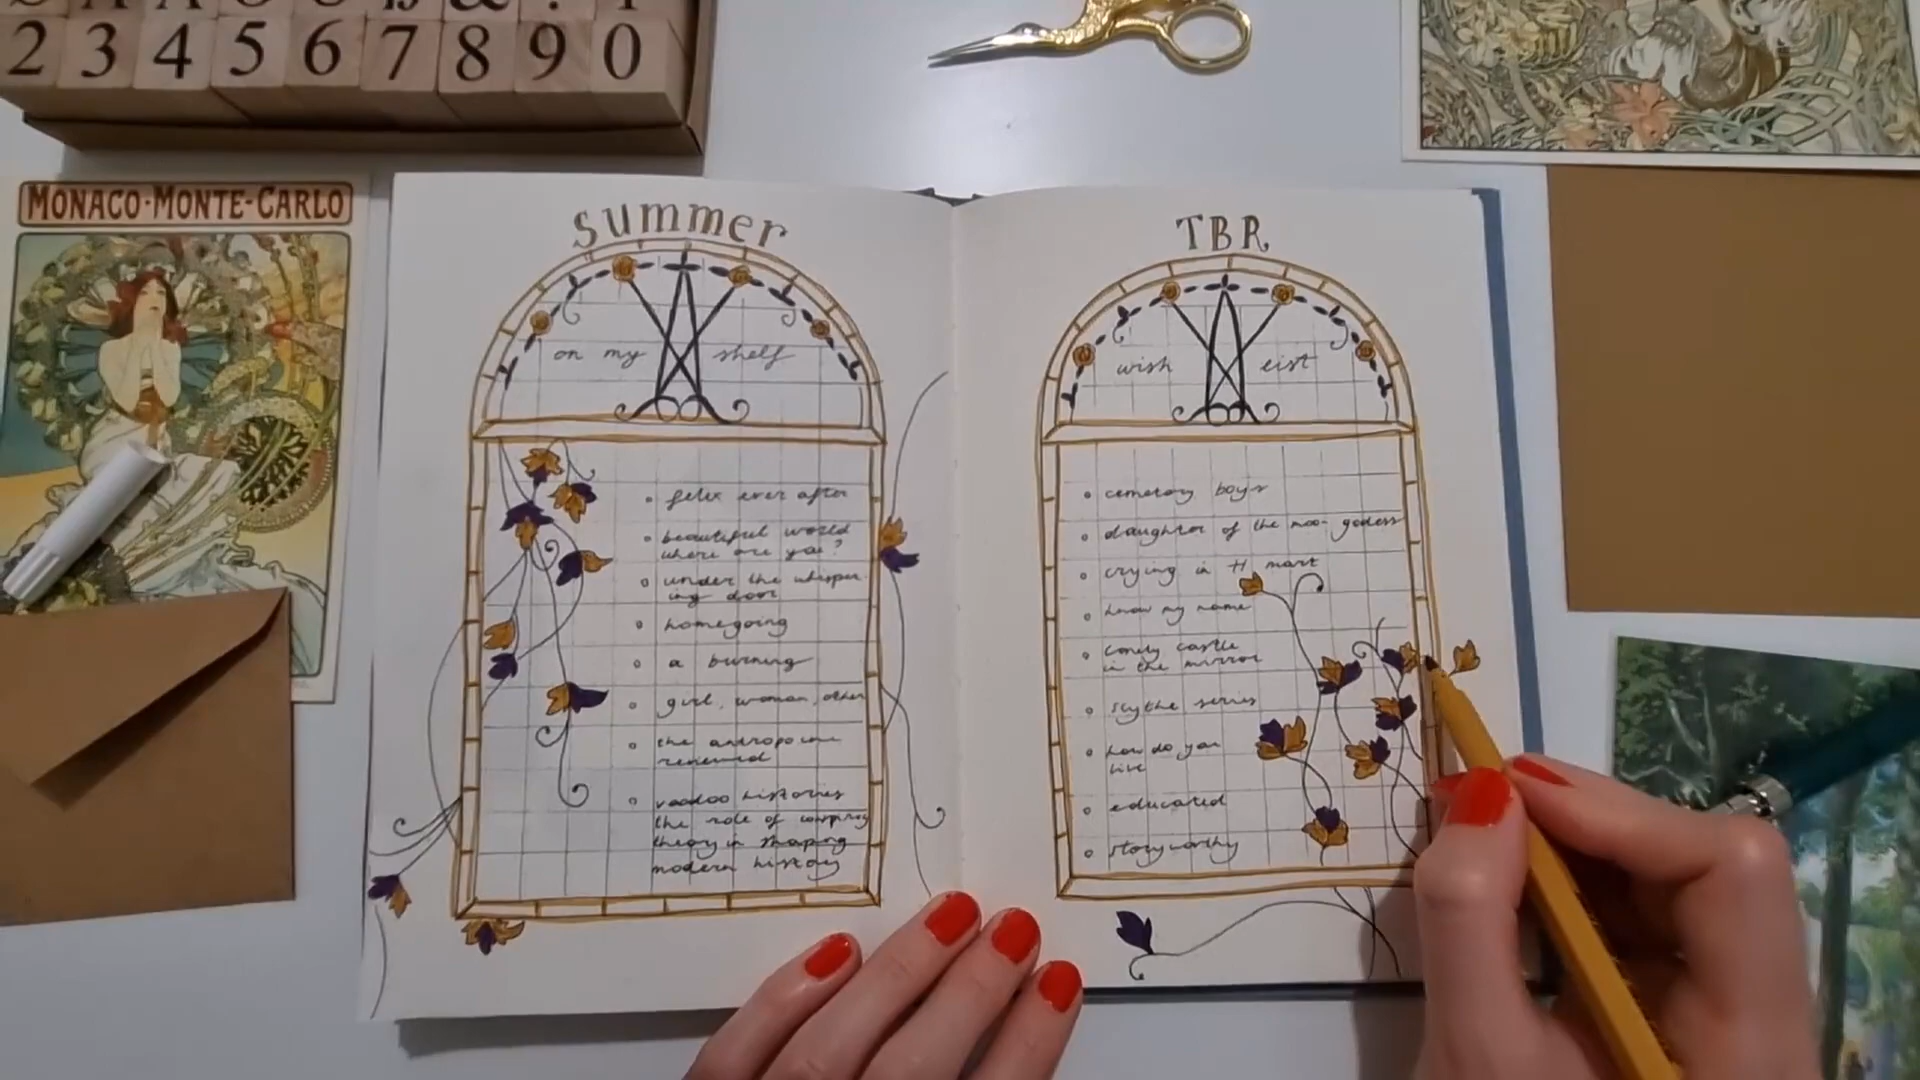 2 3 4 5 6 7 8 9 0
MONACO·MONTE-CARLO
Summer
on my shelf
felix ever after
beautiful world
where are you?
under the whisper
ing door
homegoing
a burning
girl, woman, other
the antropocene
reviewed
voodoo histories
the role of conspiracy
theory in shaping
modern history
TBR
wish list
cemetary boys
daughter of the moon godess
crying in H mart
know my name
lonely castle
in the mirror
scythe series
how do you
live
educated
storyworthy